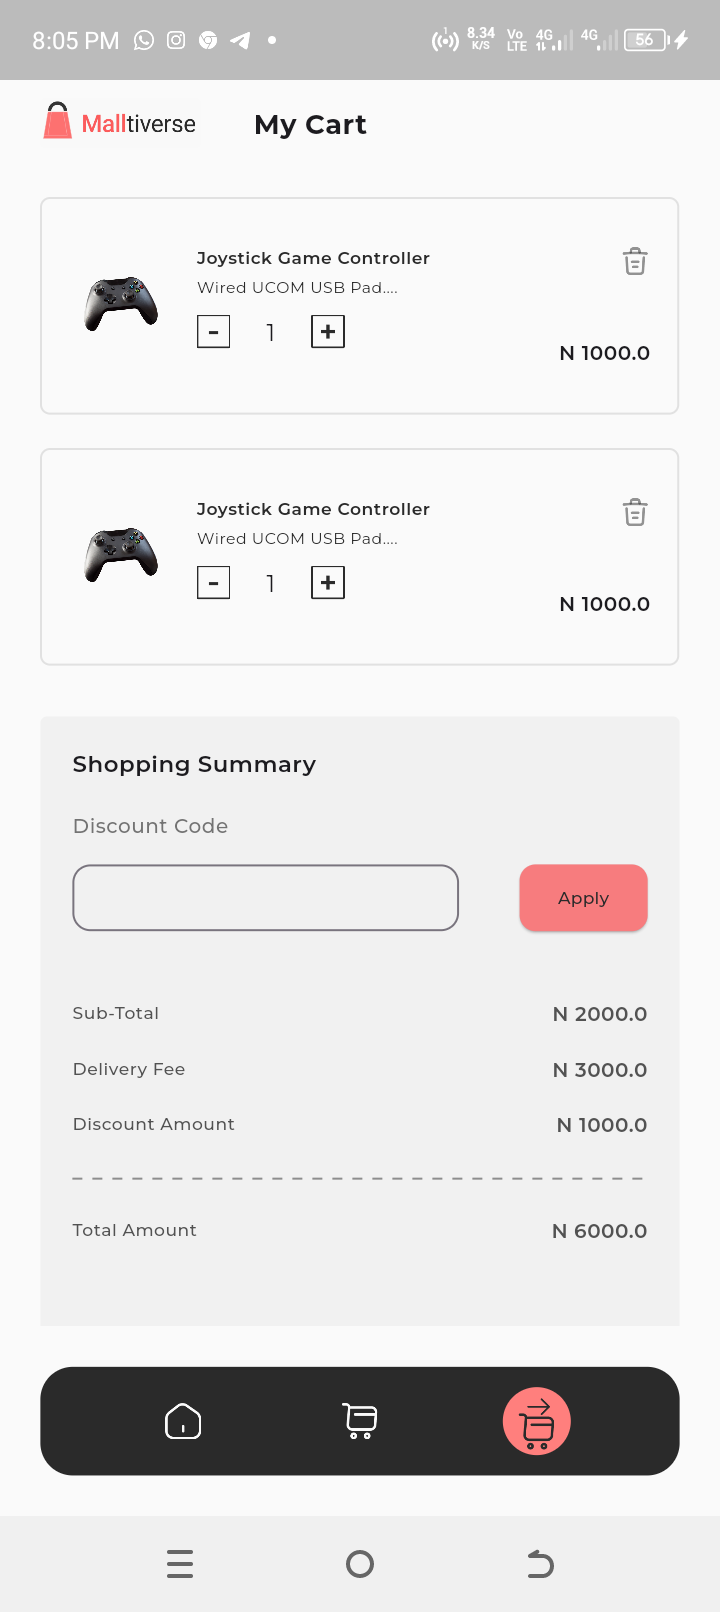 8:05 PM 1 8.34 K/S Vo LTE 4G 4G 56
Malltiverse My Cart
Joystick Game Controller
Wired UCOM USB Pad....
- 1 +
N 1000.0
Joystick Game Controller
Wired UCOM USB Pad....
- 1 +
N 1000.0
Shopping Summary
Discount Code
Apply
Sub-Total N 2000.0
Delivery Fee N 3000.0
Discount Amount N 1000.0
Total Amount N 6000.0